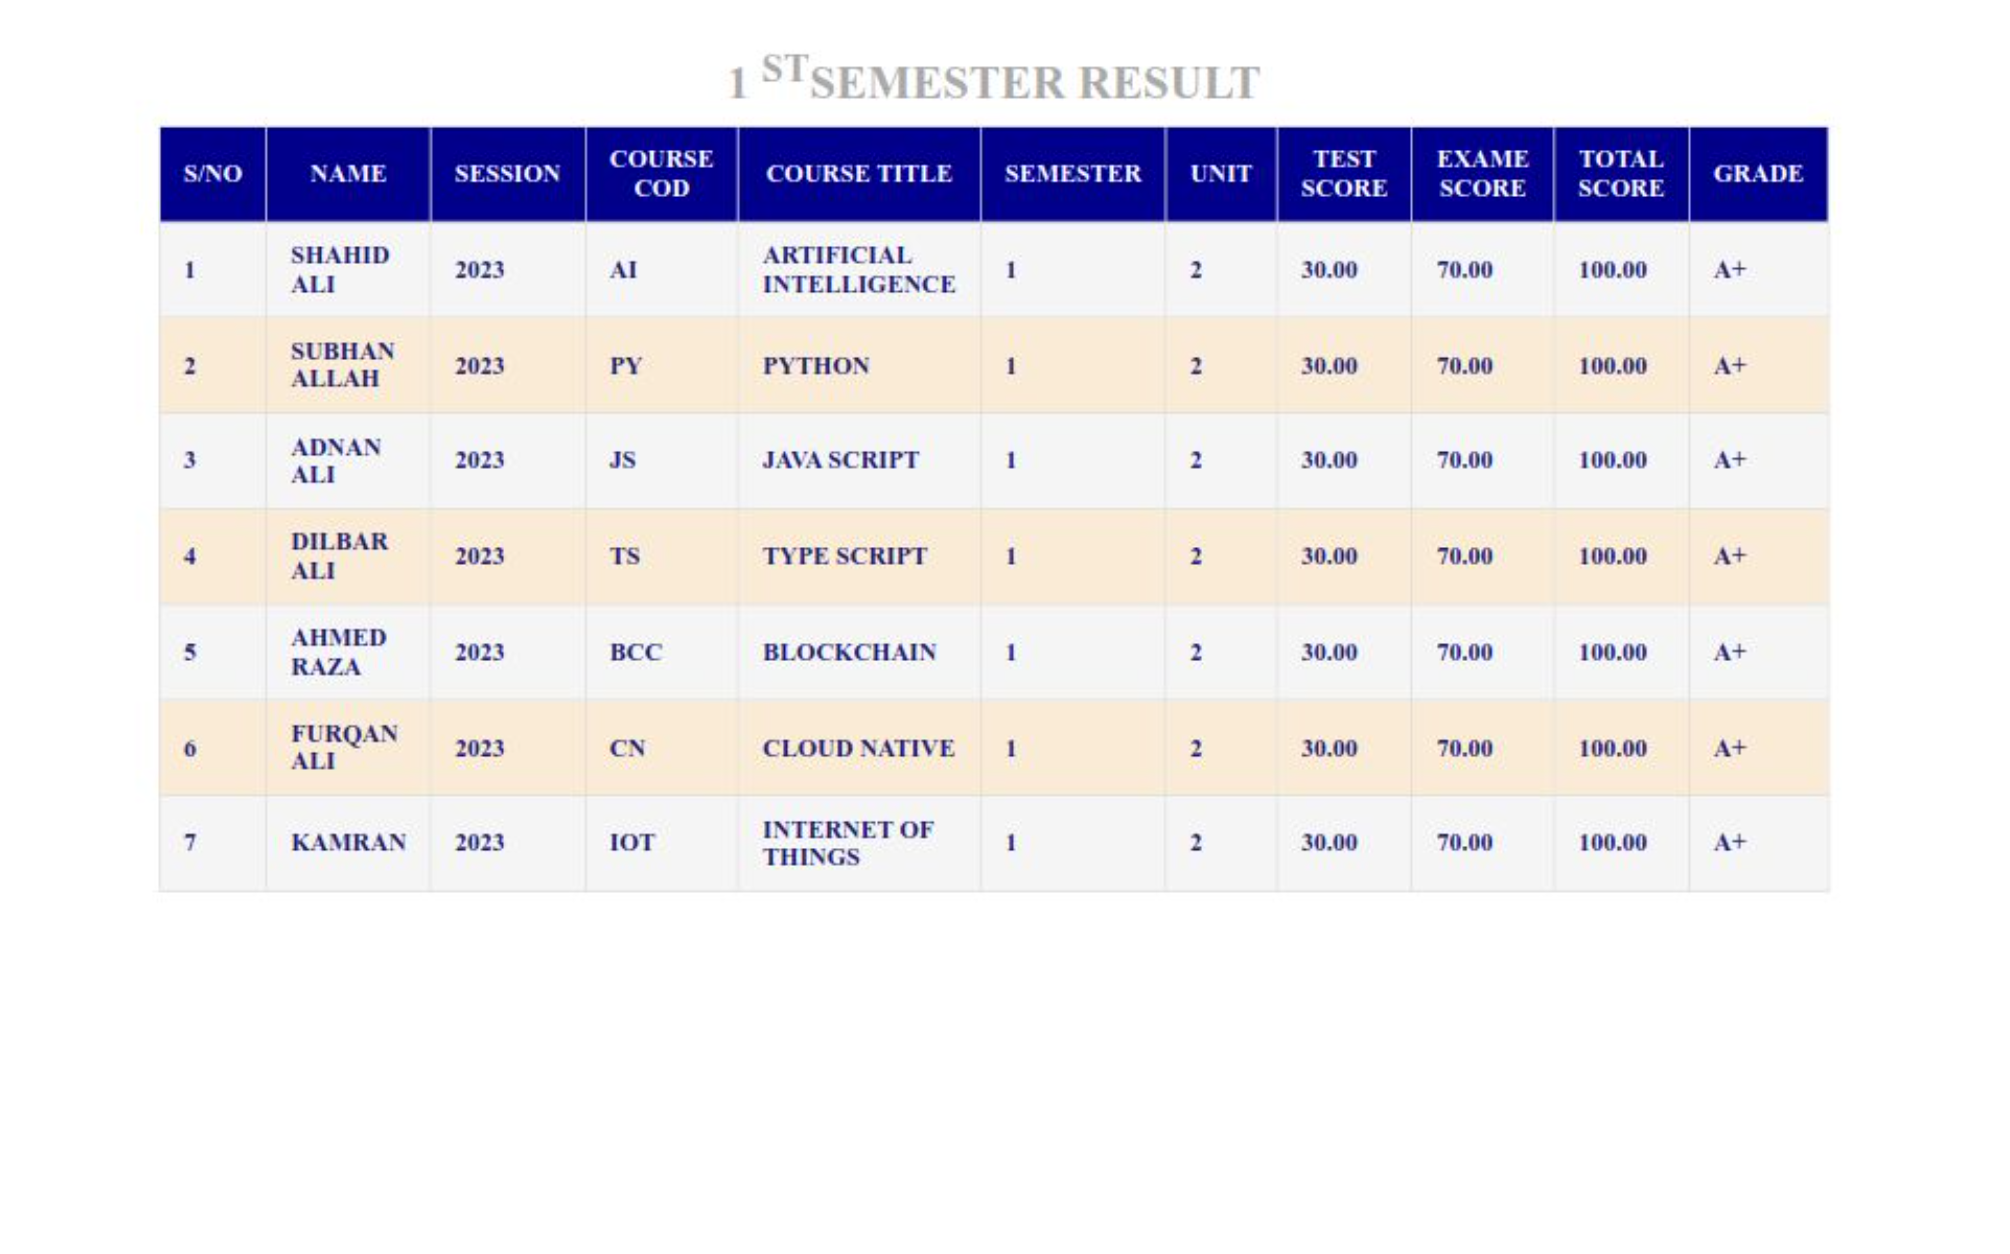 1 STSEMESTER RESULT
S/NO NAME SESSION COURSE COD COURSE TITLE SEMESTER UNIT TEST SCORE EXAME SCORE TOTAL SCORE GRADE
1 SHAHID ALI 2023 AI ARTIFICIAL INTELLIGENCE 1 2 30.00 70.00 100.00 A+
2 SUBHAN ALLAH 2023 PY PYTHON 1 2 30.00 70.00 100.00 A+
3 ADNAN ALI 2023 JS JAVA SCRIPT 1 2 30.00 70.00 100.00 A+
4 DILBAR ALI 2023 TS TYPE SCRIPT 1 2 30.00 70.00 100.00 A+
5 AHMED RAZA 2023 BCC BLOCKCHAIN 1 2 30.00 70.00 100.00 A+
6 FURQAN ALI 2023 CN CLOUD NATIVE 1 2 30.00 70.00 100.00 A+
7 KAMRAN 2023 IOT INTERNET OF THINGS 1 2 30.00 70.00 100.00 A+